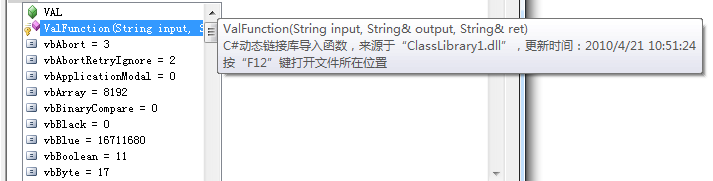 VAL
ValFunction(String input, S
vbAbort = 3
vbAbortRetryIgnore = 2
vbApplicationModal = 0
vbArray = 8192
vbBinaryCompare = 0
vbBlack = 0
vbBlue = 16711680
vbBoolean = 11
vbByte = 17
ValFunction(String input, String& output, String& ret)
C#动态链接库导入函数，来源于“ClassLibrary1.dll”，更新时间：2010/4/21 10:51:24
按“F12”键打开文件所在位置